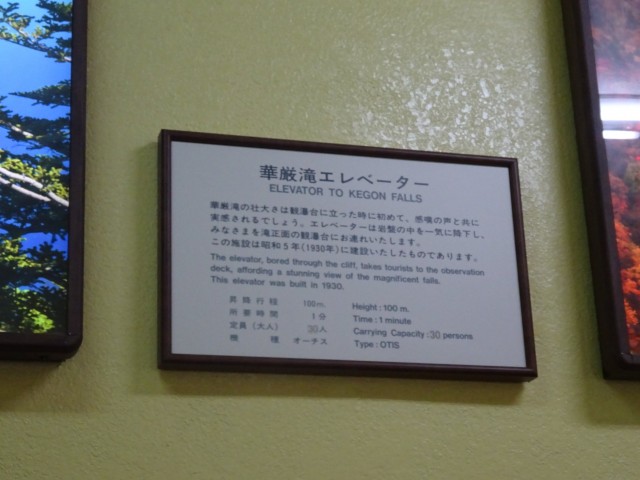 華厳滝エレベーター
ELEVATOR TO KEGON FALLS
華厳滝の壮大さは観瀑台に立った時に初めて、感嘆の声と共に
実感されるでしょう。エレベーターは岩盤の中を一気に降下し、
みなさまを滝正面の観瀑台にお連れいたします。
この施設は昭和5年(1930年)に建設いたしたものであります。
The elevator, bored through the cliff, takes tourists to the observation
deck, affording a stunning view of the magnificent falls.
This elevator was built in 1930.
昇降行程 100m. Height : 100 m.
所要時間 1分 Time : 1 minute
定員(大人) 30人 Carrying Capacity : 30 persons
機種 オーチス Type : OTIS